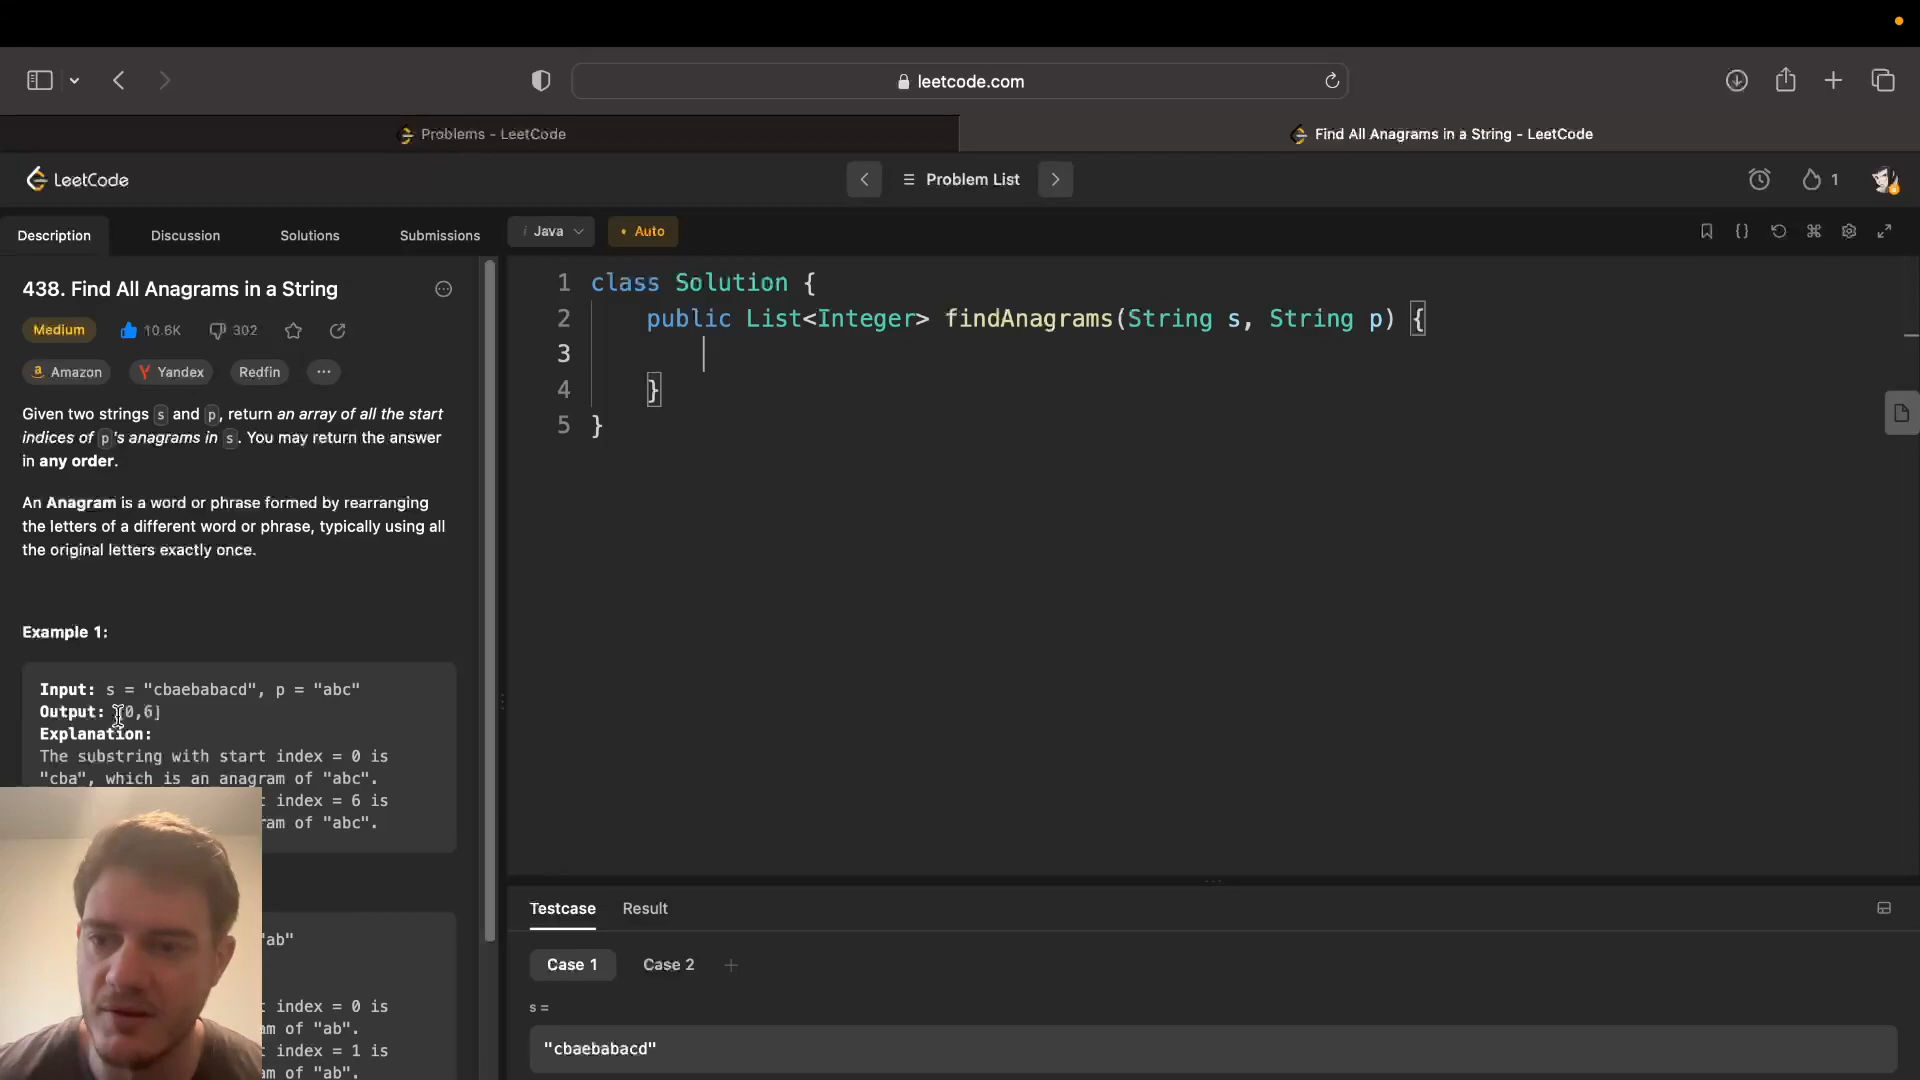 leetcode.com
Problems - LeetCode
Find All Anagrams in a String - LeetCode
LeetCode
Problem List
1
Description
Discussion
Solutions
Submissions
i Java
• Auto
438. Find All Anagrams in a String
Medium
10.6K
302
Amazon
Yandex
Redfin
...
Given two strings s and p, return an array of all the start
indices of p's anagrams in s. You may return the answer
in any order.
An Anagram is a word or phrase formed by rearranging
the letters of a different word or phrase, typically using all
the original letters exactly once.
Example 1:
Input: s = "cbaebabacd", p = "abc"
Output: [0,6]
Explanation:
The substring with start index = 0 is
"cba", which is an anagram of "abc".
index = 6 is
of "abc".
"ab"
index = 0 is
of "ab".
index = 1 is
of "ab".
1 class Solution {
2 public List<Integer> findAnagrams(String s, String p) {
3
4 }
5 }
Testcase
Result
Case 1
Case 2
+
s =
"cbaebabacd"